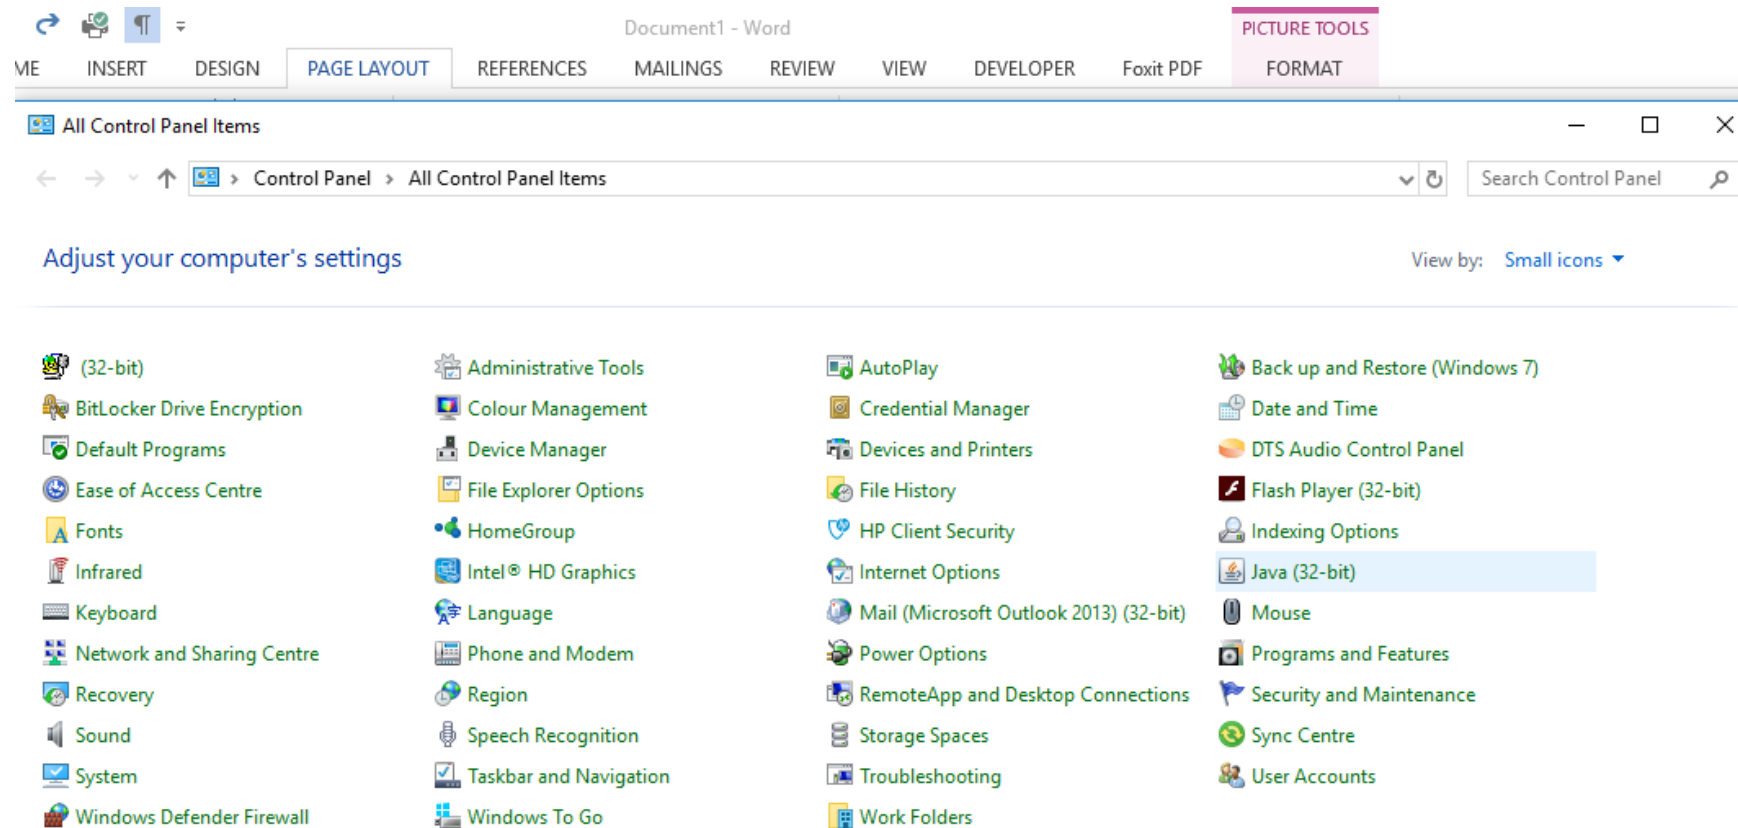 Document1 - Word
PICTURE TOOLS
ME INSERT DESIGN PAGE LAYOUT REFERENCES MAILINGS REVIEW VIEW DEVELOPER Foxit PDF FORMAT
All Control Panel Items
Control Panel > All Control Panel Items
Search Control Panel
Adjust your computer's settings
View by: Small icons
(32-bit) Administrative Tools AutoPlay Back up and Restore (Windows 7)
BitLocker Drive Encryption Colour Management Credential Manager Date and Time
Default Programs Device Manager Devices and Printers DTS Audio Control Panel
Ease of Access Centre File Explorer Options File History Flash Player (32-bit)
Fonts HomeGroup HP Client Security Indexing Options
Infrared Intel® HD Graphics Internet Options Java (32-bit)
Keyboard Language Mail (Microsoft Outlook 2013) (32-bit) Mouse
Network and Sharing Centre Phone and Modem Power Options Programs and Features
Recovery Region RemoteApp and Desktop Connections Security and Maintenance
Sound Speech Recognition Storage Spaces Sync Centre
System Taskbar and Navigation Troubleshooting User Accounts
Windows Defender Firewall Windows To Go Work Folders